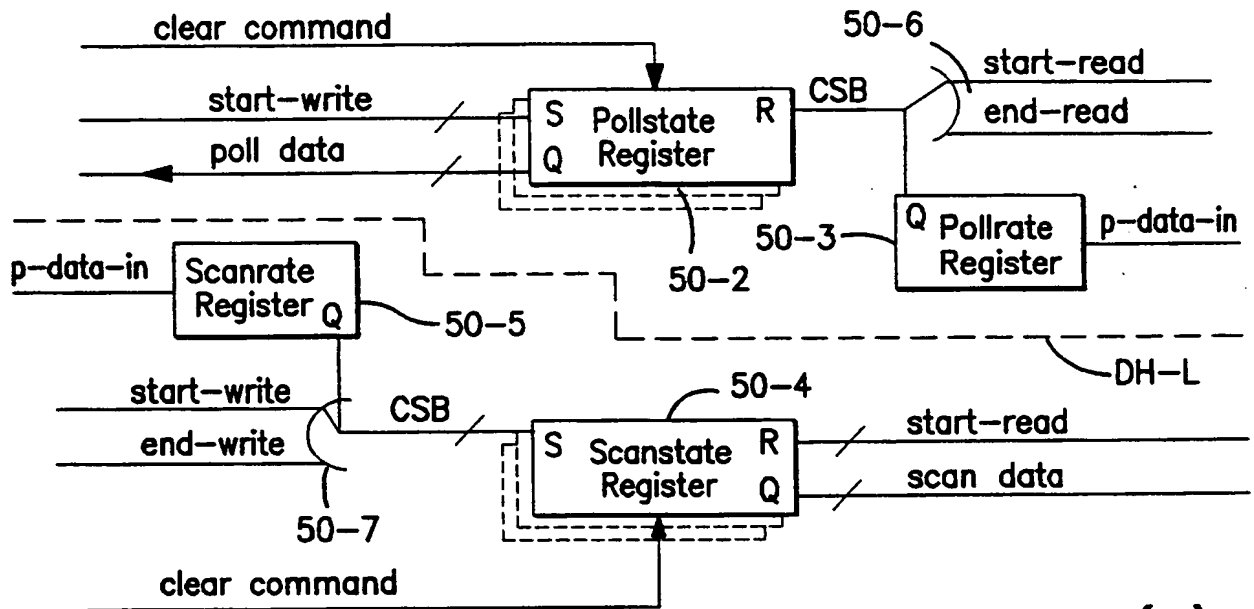 clear command
50-6
start-read
start-write
S
Pollstate
Register
R
CSB
end-read
poll data
Q
50-2
50-3
Q
Pollrate
Register
p-data-in
p-data-in
Scanrate
Register
Q
50-5
DH-L
50-4
start-write
CSB
end-write
S
Scanstate
Register
R
Q
start-read
scan data
50-7
clear command